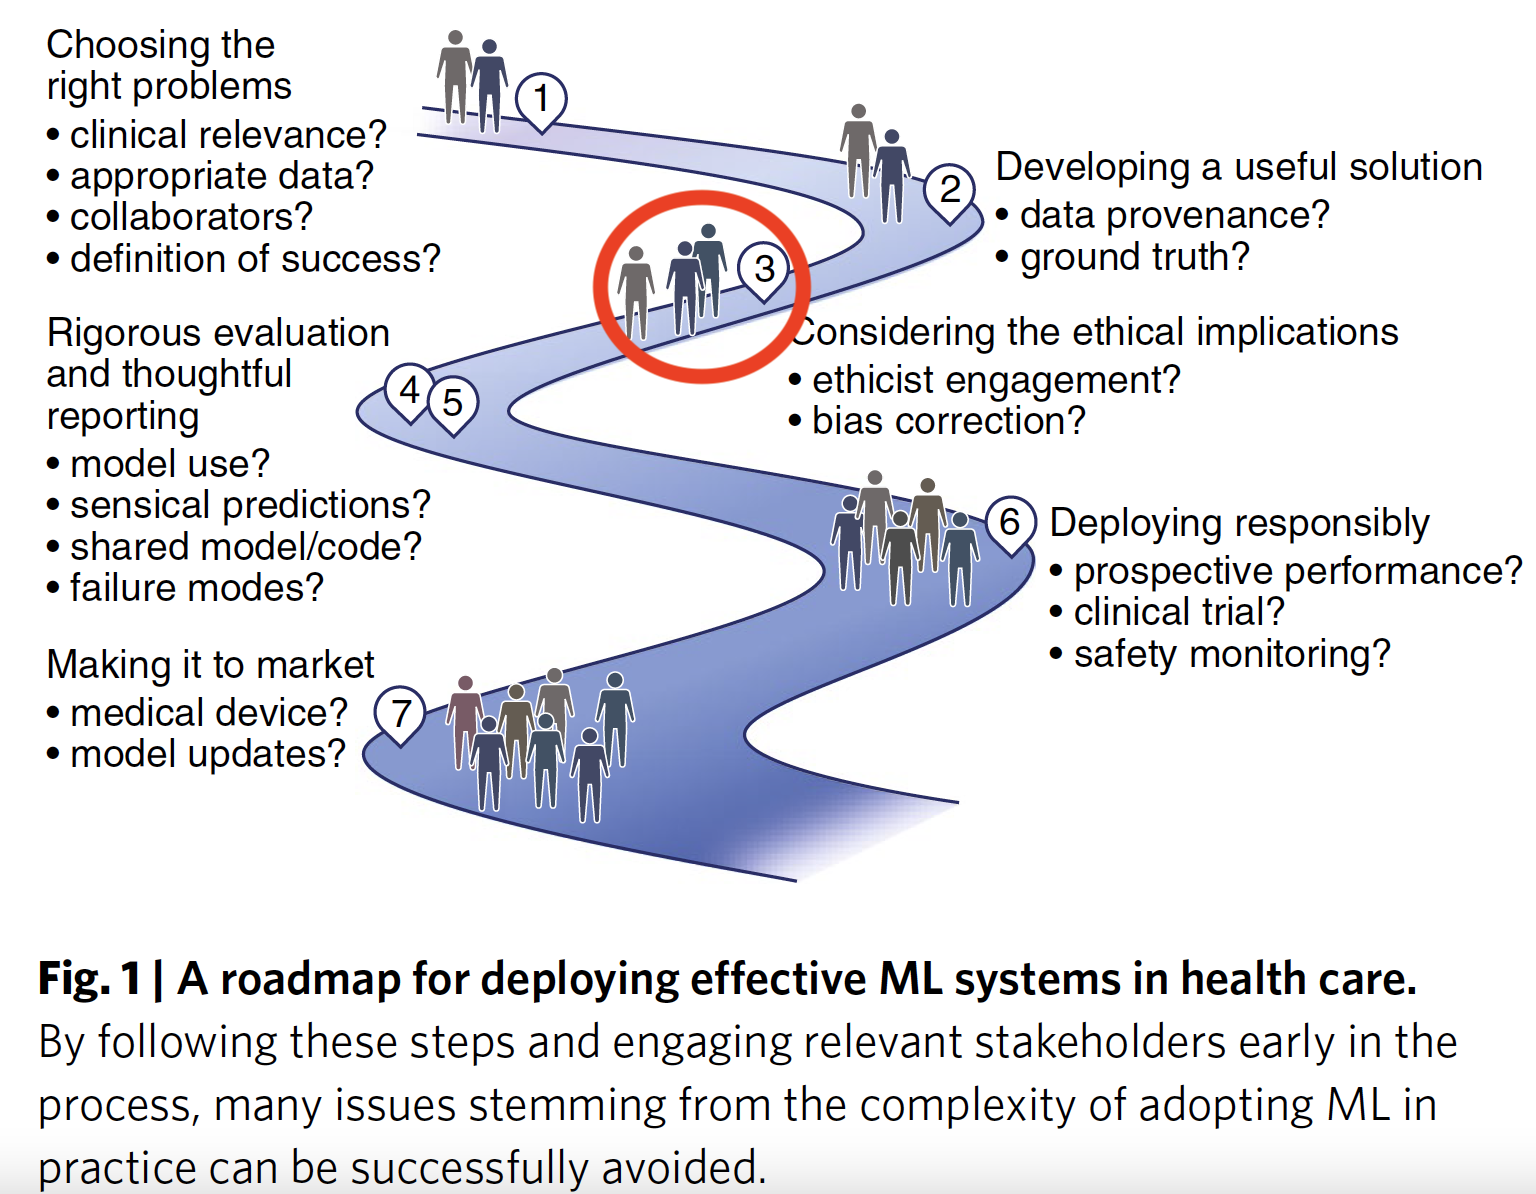 Choosing the
right problems
• clinical relevance?
• appropriate data?
• collaborators?
• definition of success?
1
2
Developing a useful solution
• data provenance?
• ground truth?
3
Considering the ethical implications
• ethicist engagement?
• bias correction?
Rigorous evaluation
and thoughtful
reporting
• model use?
• sensical predictions?
• shared model/code?
• failure modes?
4
5
6
Deploying responsibly
• prospective performance?
• clinical trial?
• safety monitoring?
Making it to market
• medical device?
• model updates?
7
Fig. 1 | A roadmap for deploying effective ML systems in health care.
By following these steps and engaging relevant stakeholders early in the
process, many issues stemming from the complexity of adopting ML in
practice can be successfully avoided.